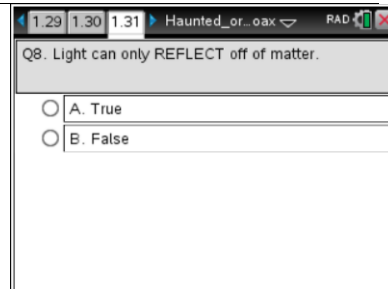 1.29 1.30 1.31 Haunted_or…oax RAD
Q8. Light can only REFLECT off of matter.
A. True
B. False